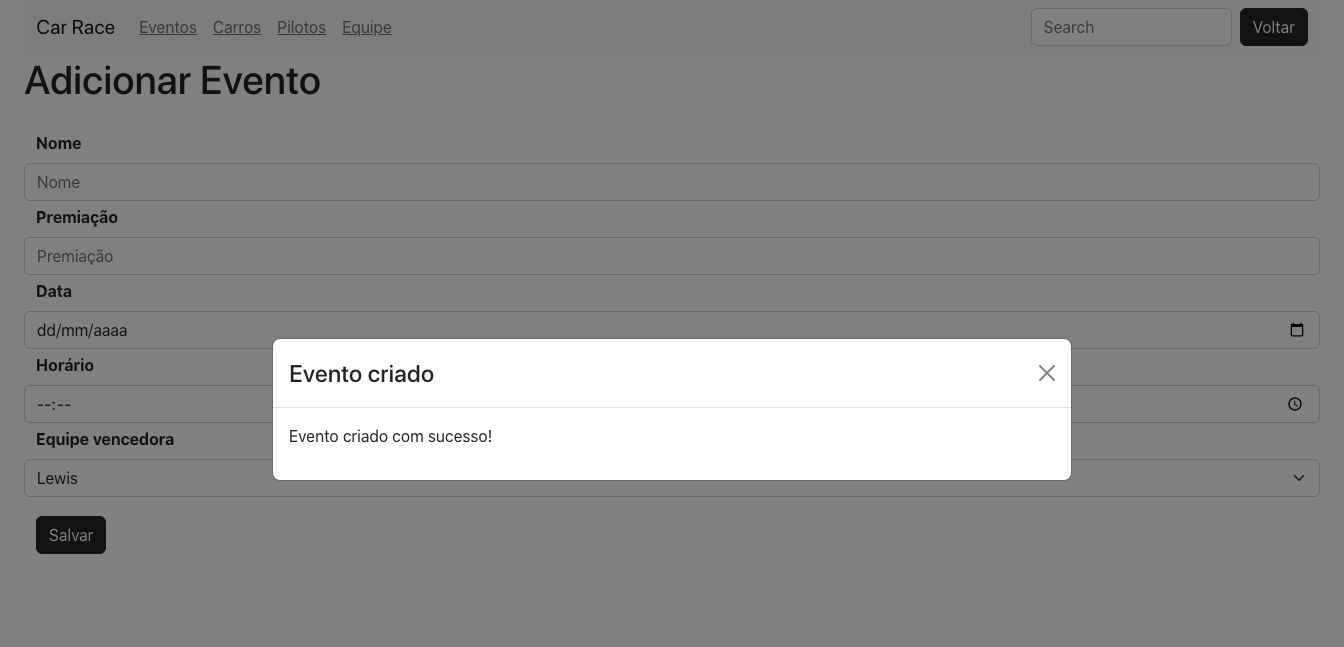 Car Race Eventos Carros Pilotos Equipe Search Voltar
Adicionar Evento
Nome
Nome
Premiação
Premiação
Data
dd/mm/aaaa
Horário
--:--
Equipe vencedora
Lewis
Salvar
Evento criado
Evento criado com sucesso!